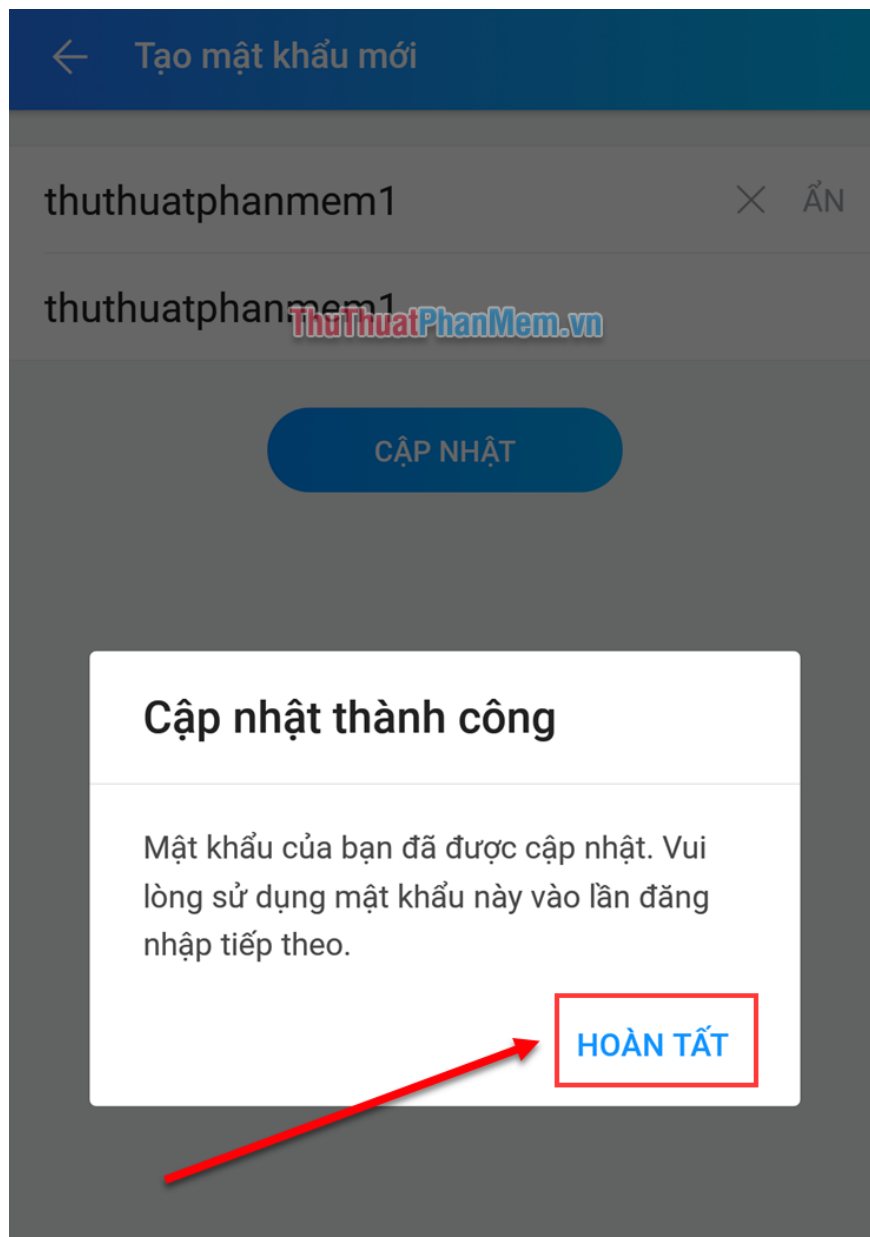 Tạo mật khẩu mới
thuthuatphanmem1
ẨN
thuthuatphanmem1
ThuThuatPhanMem.vn
CẬP NHẬT
Cập nhật thành công
Mật khẩu của bạn đã được cập nhật. Vui
lòng sử dụng mật khẩu này vào lần đăng
nhập tiếp theo.
HOÀN TẤT